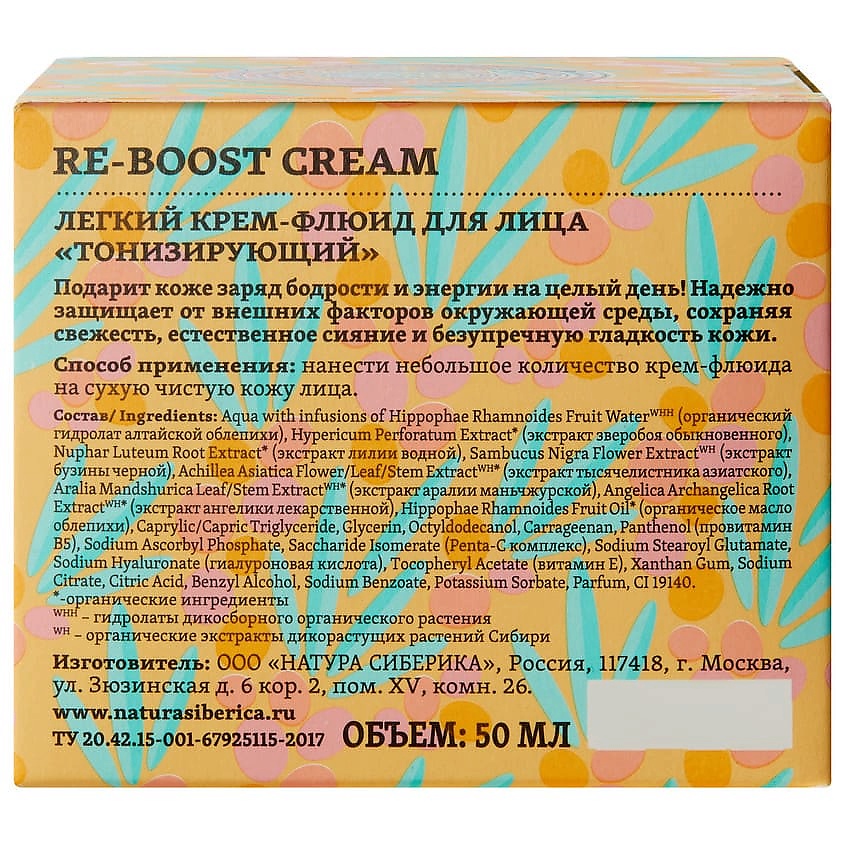 RE-BOOST CREAM
ЛЕГКИЙ КРЕМ-ФЛЮИД ДЛЯ ЛИЦА
«ТОНИЗИРУЮЩИЙ»
Подарит коже заряд бодрости и энергии на целый день! Надежно
защищает от внешних факторов окружающей среды, сохраняя
свежесть, естественное сияние и безупречную гладкость кожи.
Способ применения: нанести небольшое количество крем-флюида
на сухую чистую кожу лица.
Состав/ Ingredients: Aqua with infusions of Hippophae Rhamnoides Fruit Waterᵂᴴᴴ (органический
гидролат алтайской облепихи), Hypericum Perforatum Extract* (экстракт зверобоя обыкновенного),
Nuphar Luteum Root Extract* (экстракт лилии водной), Sambucus Nigra Flower Extractᵂᴴ (экстракт
бузины черной), Achillea Asiatica Flower/Leaf/Stem Extractᵂᴴ* (экстракт тысячелистника азиатского),
Aralia Mandshurica Leaf/Stem Extractᵂᴴ* (экстракт аралии маньчжурской), Angelica Archangelica Root
Extractᵂᴴ* (экстракт ангелики лекарственной), Hippophae Rhamnoides Fruit Oil* (органическое масло
облепихи), Caprylic/Capric Triglyceride, Glycerin, Octyldodecanol, Carrageenan, Panthenol (провитамин
B5), Sodium Ascorbyl Phosphate, Saccharide Isomerate (Penta-C комплекс), Sodium Stearoyl Glutamate,
Sodium Hyaluronate (гиалуроновая кислота), Tocopheryl Acetate (витамин E), Xanthan Gum, Sodium
Citrate, Citric Acid, Benzyl Alcohol, Sodium Benzoate, Potassium Sorbate, Parfum, CI 19140.
*-органические ингредиенты
ᵂᴴᴴ – гидролаты дикосборного органического растения
ᵂᴴ – органические экстракты дикорастущих растений Сибири
Изготовитель: ООО «НАТУРА СИБЕРИКА», Россия, 117418, г. Москва,
ул. Зюзинская д. 6 кор. 2, пом. XV, комн. 26.
www.naturasiberica.ru
ТУ 20.42.15-001-67925115-2017 ОБЪЕМ: 50 МЛ